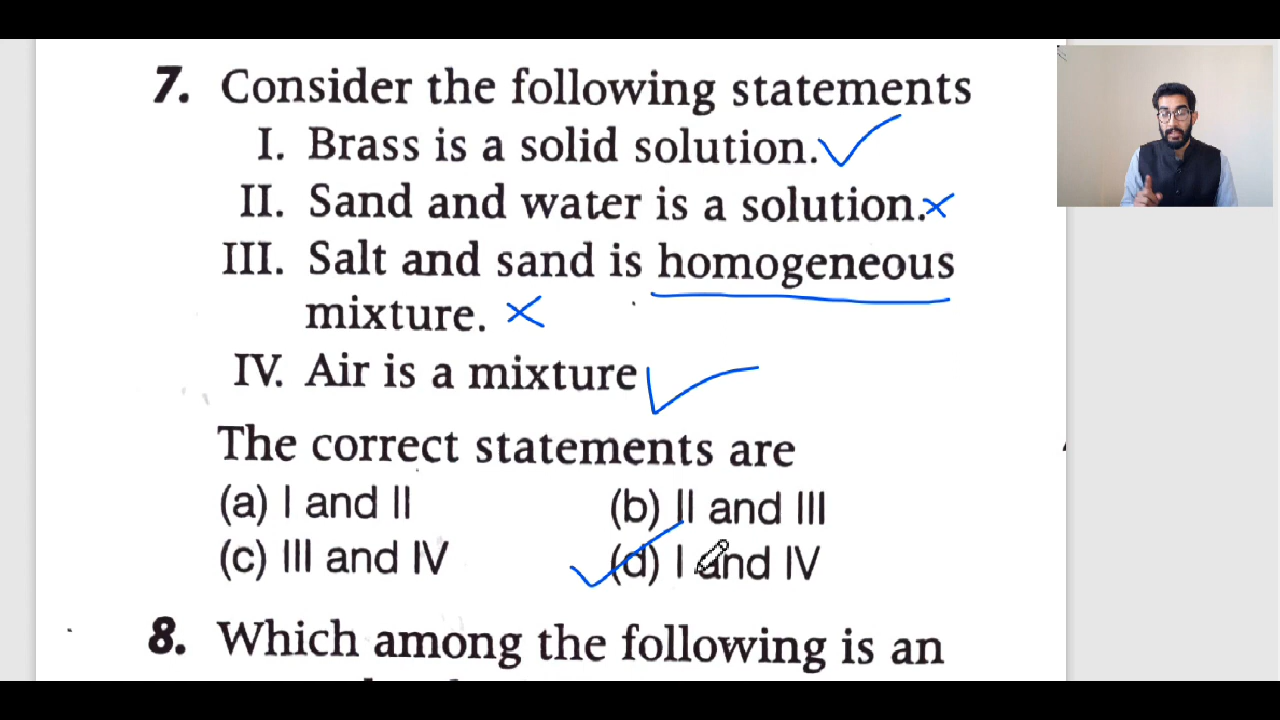 7. Consider the following statements
I. Brass is a solid solution.
II. Sand and water is a solution.
III. Salt and sand is homogeneous
mixture.
IV. Air is a mixture
The correct statements are
(a) I and II (b) II and III
(c) III and IV (d) I and IV
8. Which among the following is an